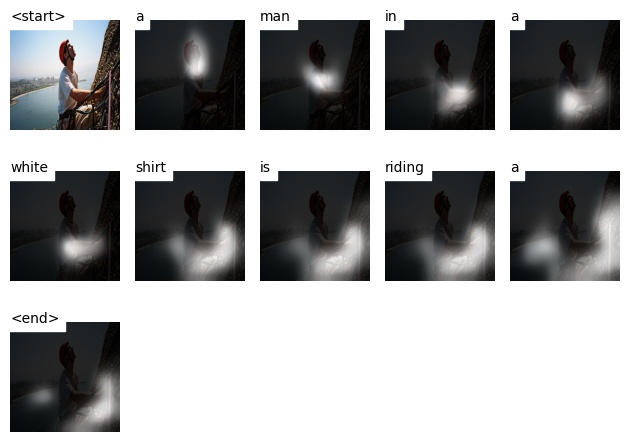 <start> a man in a
white shirt is riding a
<end>